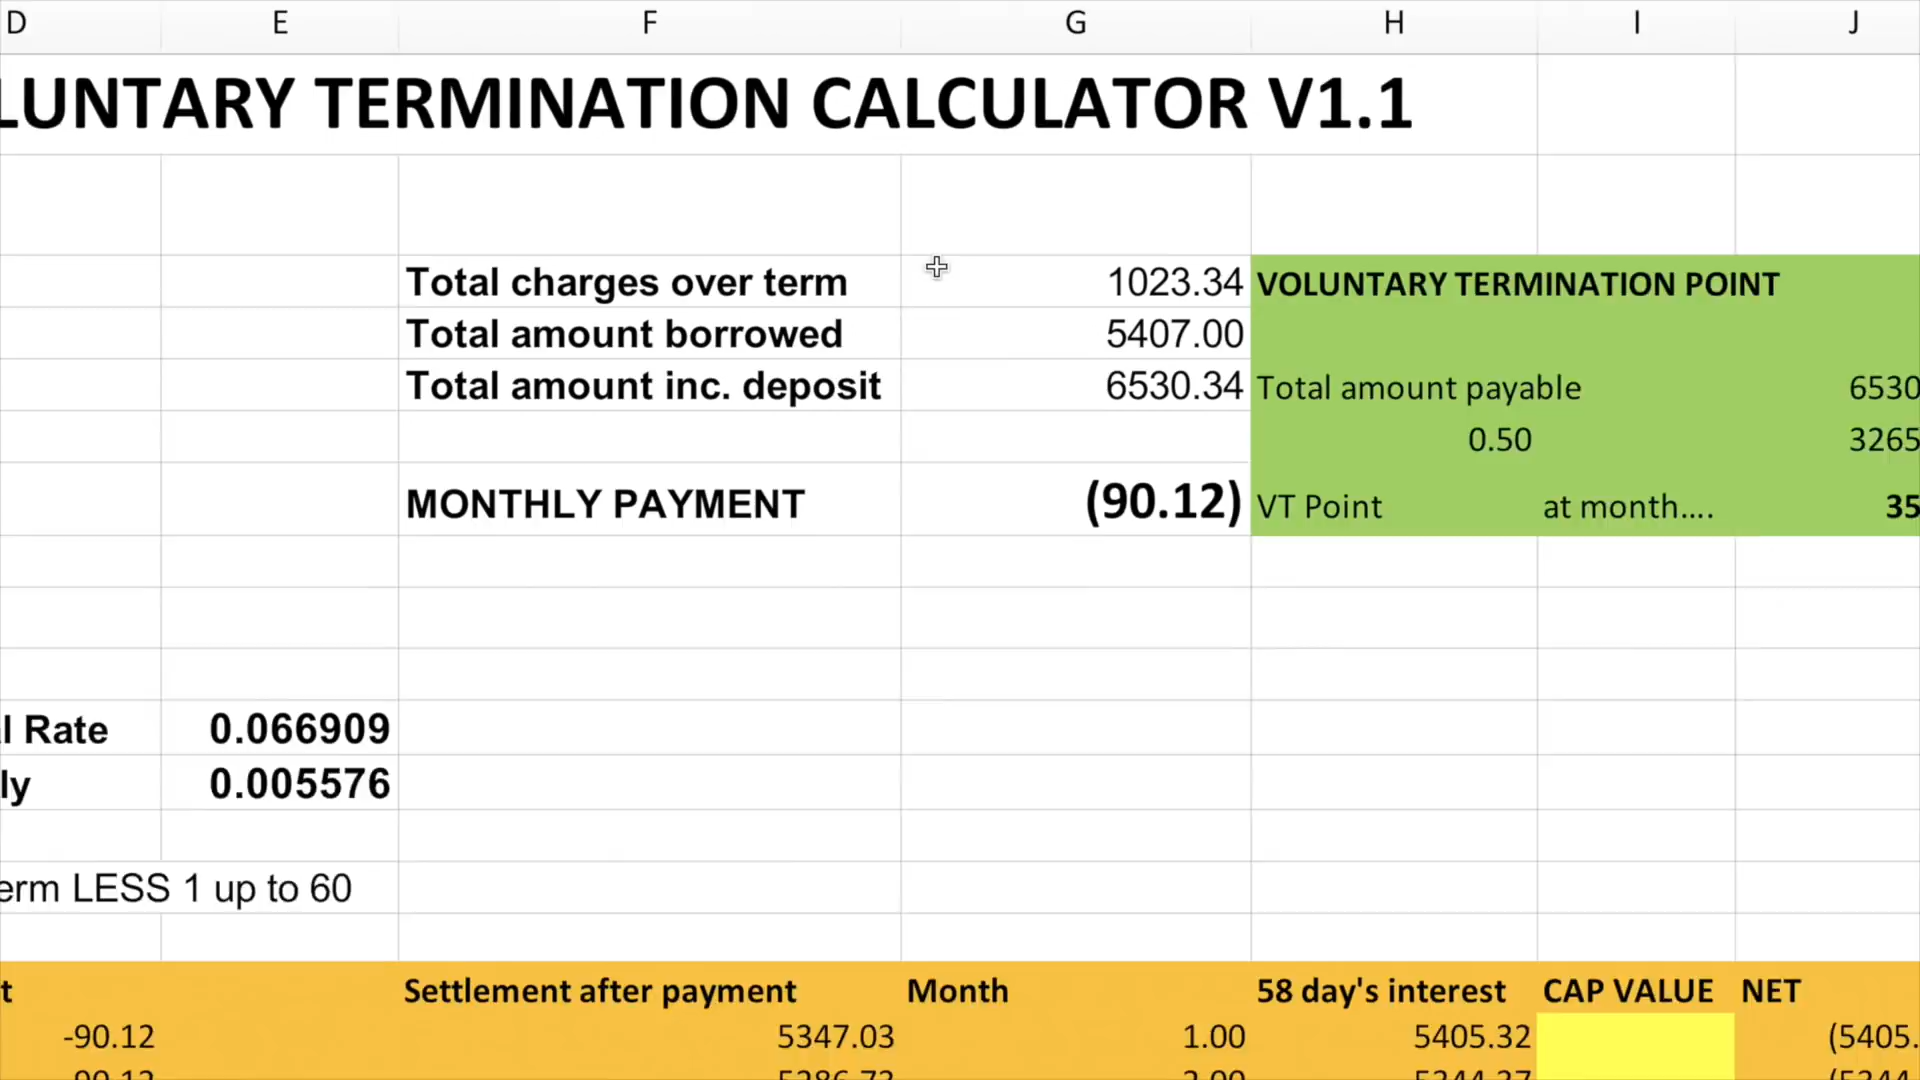 D E F G H I J
LUNTARY TERMINATION CALCULATOR V1.1
Total charges over term 1023.34 VOLUNTARY TERMINATION POINT
Total amount borrowed 5407.00
Total amount inc. deposit 6530.34 Total amount payable 6530
0.50 3265
MONTHLY PAYMENT (90.12) VT Point at month.... 35
l Rate 0.066909
ly 0.005576
erm LESS 1 up to 60
t Settlement after payment Month 58 day's interest CAP VALUE NET
-90.12 5347.03 1.00 5405.32 (5405.